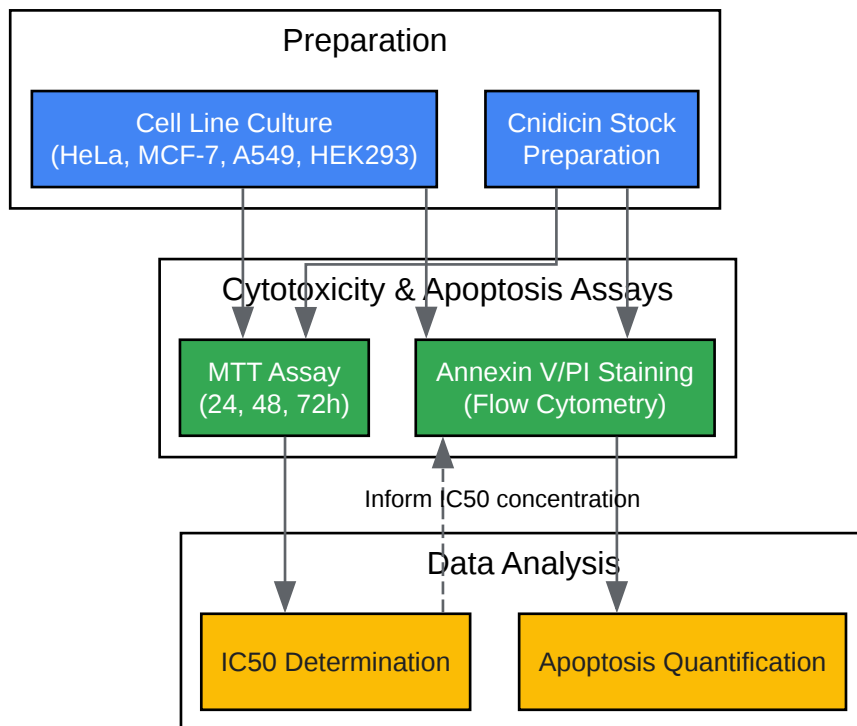 Preparation
Cell Line Culture
(HeLa, MCF-7, A549, HEK293)
Cnidicin Stock
Preparation
Cytotoxicity & Apoptosis Assays
MTT Assay
(24, 48, 72h)
Annexin V/PI Staining
(Flow Cytometry)
Inform IC50 concentration
Data Analysis
IC50 Determination
Apoptosis Quantification